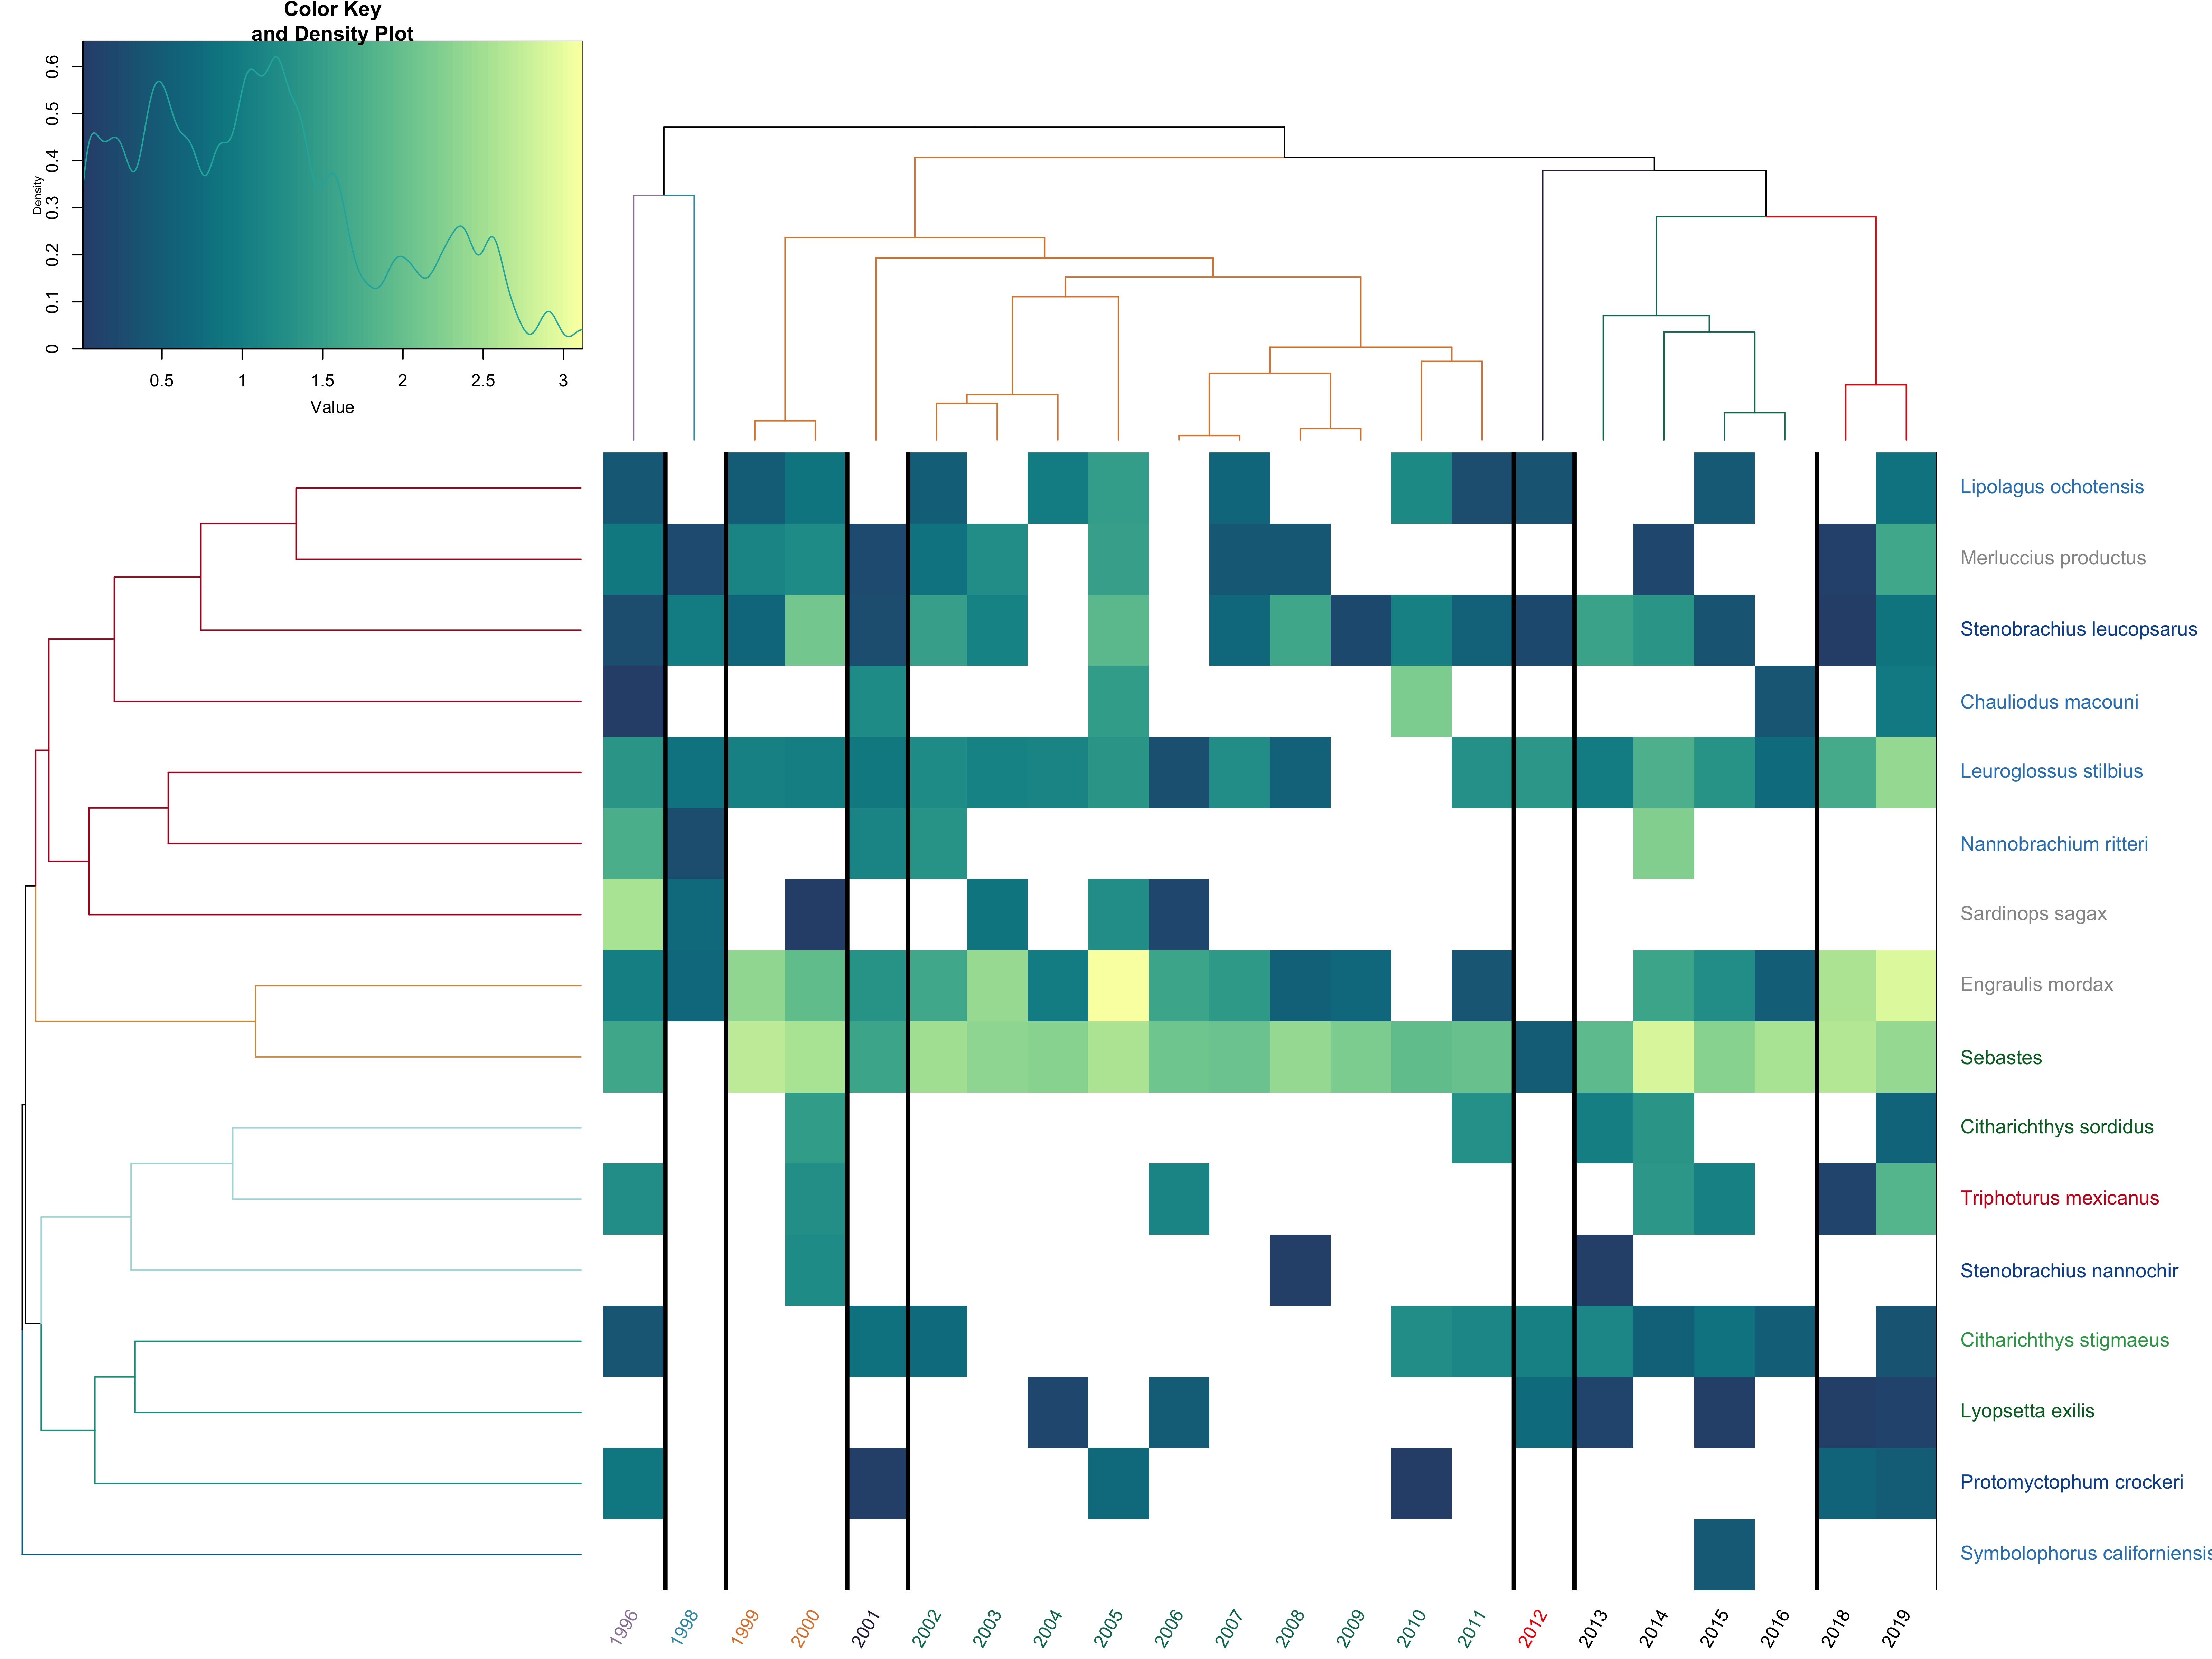 Color Key
and Density Plot
Density
0 0.1 0.2 0.3 0.4 0.5 0.6
0.5 1 1.5 2 2.5 3
Value
Lipolagus ochotensis
Merluccius productus
Stenobrachius leucopsarus
Chauliodus macouni
Leuroglossus stilbius
Nannobrachium ritteri
Sardinops sagax
Engraulis mordax
Sebastes
Citharichthys sordidus
Triphoturus mexicanus
Stenobrachius nannochir
Citharichthys stigmaeus
Lyopsetta exilis
Protomyctophum crockeri
Symbolophorus californiensis
1996 1998 1999 2000 2001 2002 2003 2004 2005 2006 2007 2008 2009 2010 2011 2012 2013 2014 2015 2016 2018 2019